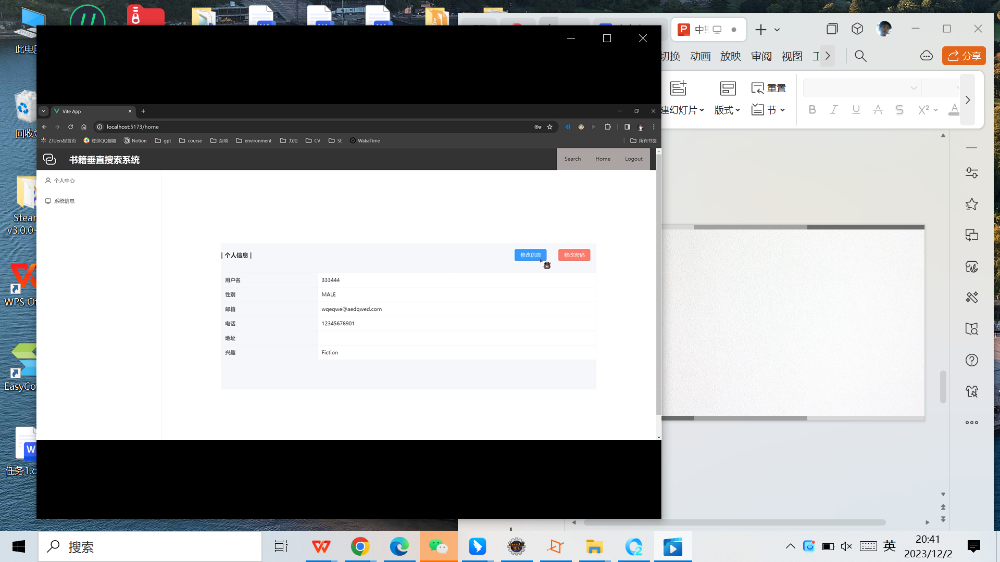 此电脑
回收
Stear
_v3.0.0-
WPS Of
EasyCo
任务1.d
W
中
切换 动画 放映 审阅 视图 工
分享
重置
建幻灯片 版式 节
B I U A S X² A
Vite App
localhost:5173/home
ZJUers轻首页 登录QQ邮箱 Notion gpt course 杂项 environment 力扣 CV SE WakaTime 所有书签
书籍垂直搜索系统
Search Home Logout
个人中心
系统信息
| 个人信息 |
修改信息 修改密码
用户名 333444
性别 MALE
邮箱 wqeqwe@aedqwed.com
电话 12345678901
地址
兴趣 Fiction
搜索
英
20:41
2023/12/2